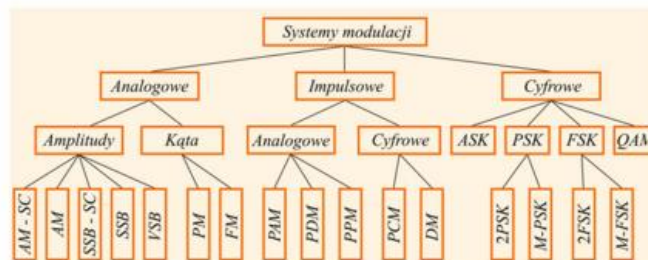 Systemy modulacji
Analogowe
Impulsowe
Cyfrowe
Amplitudy
Kąta
Analogowe
Cyfrowe
ASK
PSK
FSK
QAM
AM - SC
AM
SSB - SC
SSB
VSB
PM
FM
PAM
PDM
PPM
PCM
DM
2PSK
M-PSK
2FSK
M-FSK